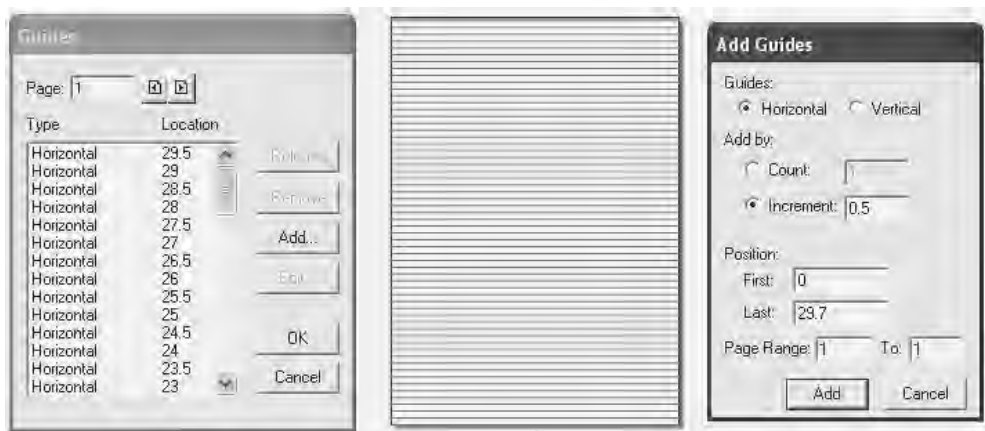 Guides
Page: 1
Type Location
Horizontal 29.5
Horizontal 29
Horizontal 28.5
Horizontal 28
Horizontal 27.5
Horizontal 27
Horizontal 26.5
Horizontal 26
Horizontal 25.5
Horizontal 25
Horizontal 24.5
Horizontal 24
Horizontal 23.5
Horizontal 23
Release
Remove
Add...
Edit...
OK
Cancel
Add Guides
Guides:
Horizontal Vertical
Add by:
Count: 1
Increment: 0.5
Position:
First: 0
Last: 29.7
Page Range: 1 To: 1
Add Cancel